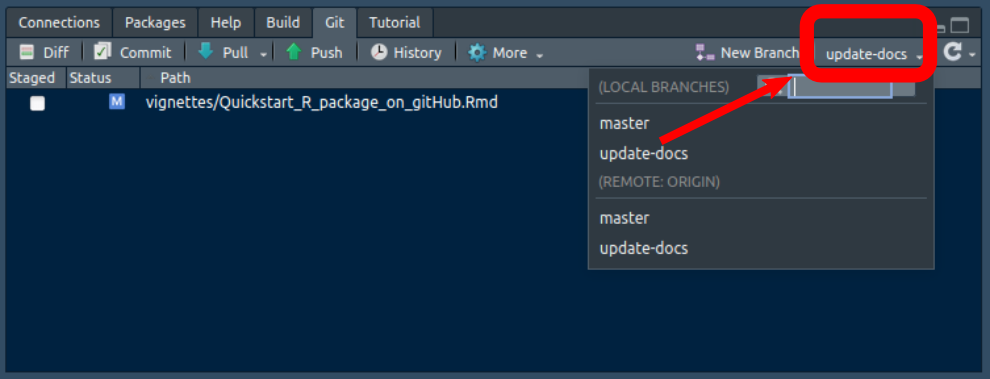 Connections Packages Help Build Git Tutorial
Diff Commit Pull Push History More New Branch update-docs
Staged Status Path
M vignettes/Quickstart_R_package_on_gitHub.Rmd
(LOCAL BRANCHES)
master
update-docs
(REMOTE: ORIGIN)
master
update-docs